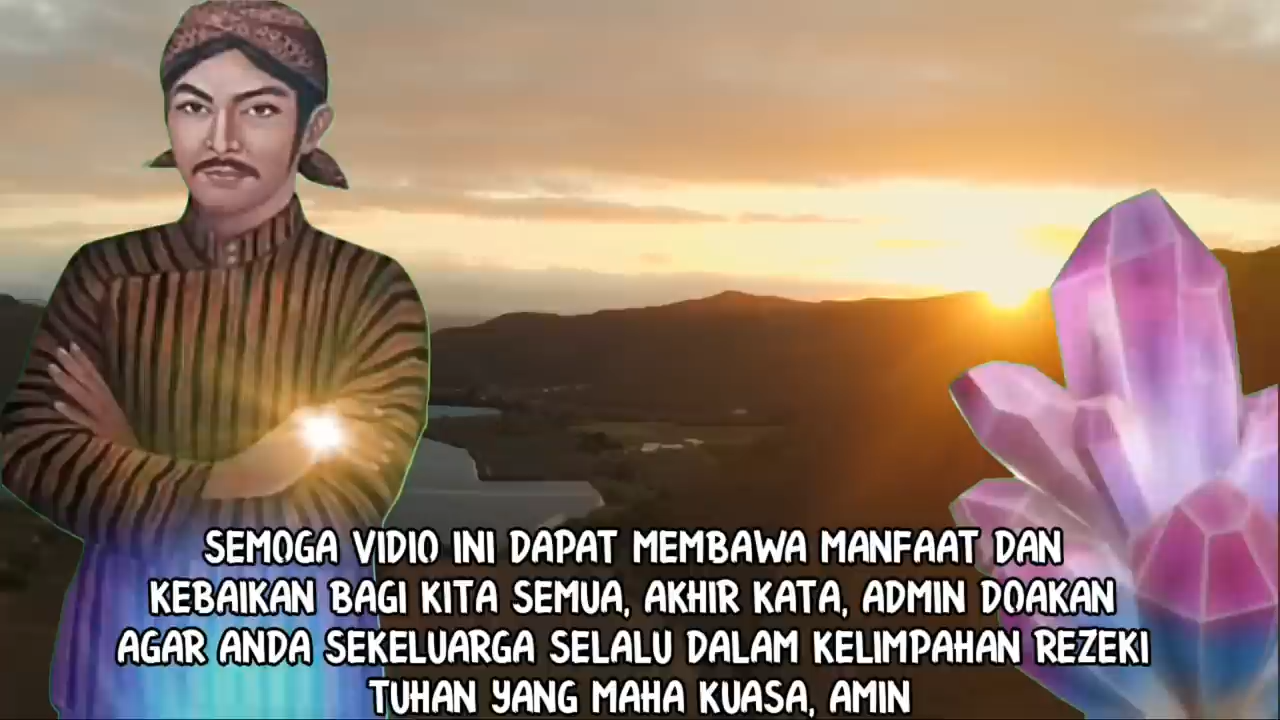 SEMOGA VIDIO INI DAPAT MEMBAWA MANFAAT DAN
KEBAIKAN BAGI KITA SEMUA, AKHIR KATA, ADMIN DOAKAN
AGAR ANDA SEKELUARGA SELALU DALAM KELIMPAHAN REZEKI
TUHAN YANG MAHA KUASA, AMIN